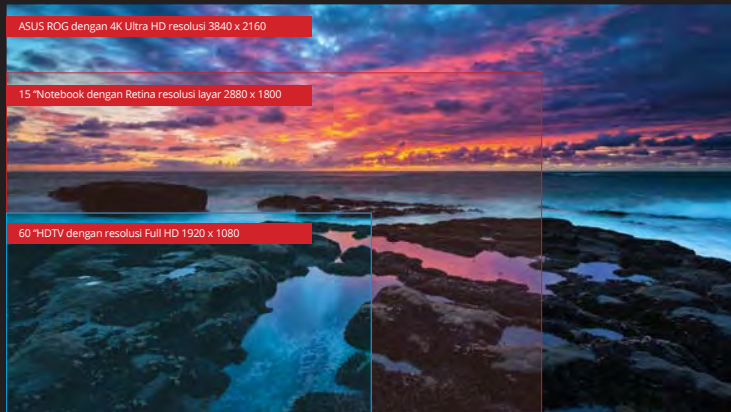 ASUS ROG dengan 4K Ultra HD resolusi 3840 x 2160
15 “Notebook dengan Retina resolusi layar 2880 x 1800
60 “HDTV dengan resolusi Full HD 1920 x 1080